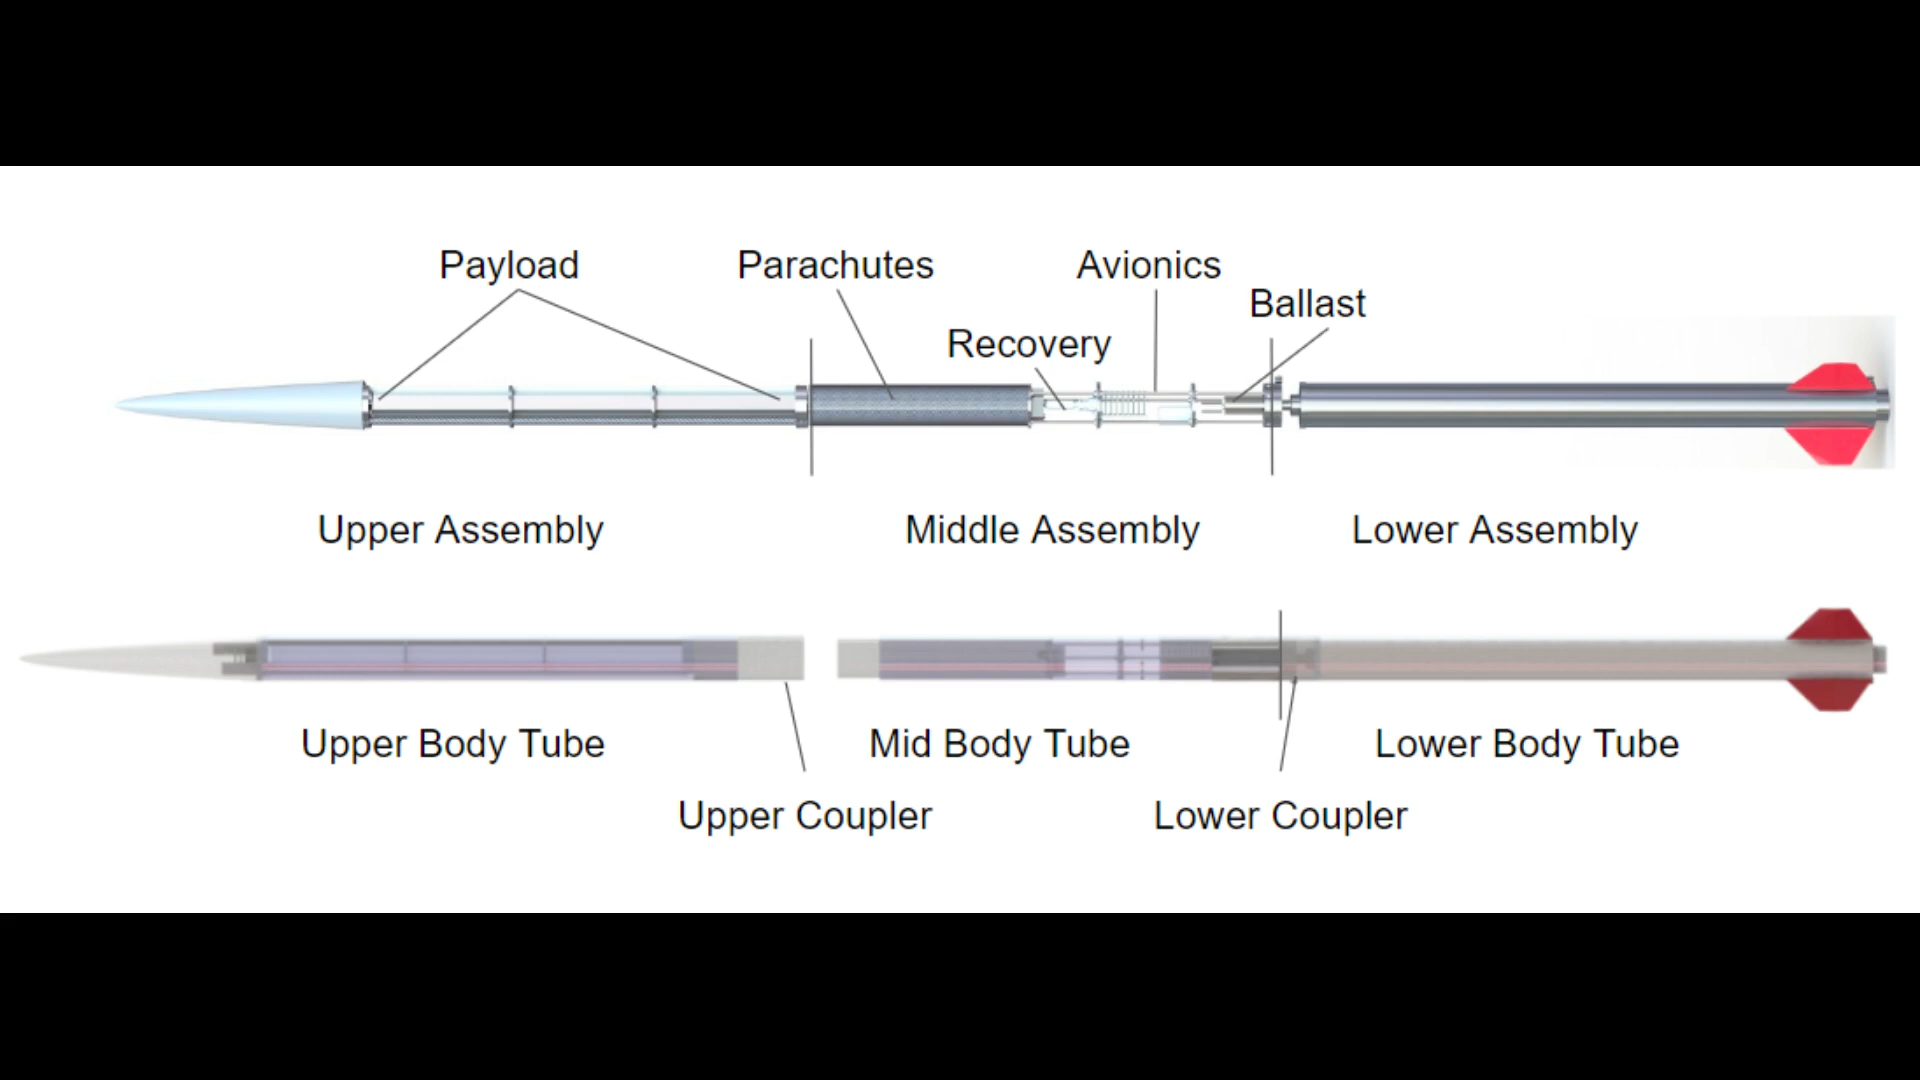 Payload
Parachutes
Avionics
Ballast
Recovery
Upper Assembly
Middle Assembly
Lower Assembly
Upper Body Tube
Mid Body Tube
Lower Body Tube
Upper Coupler
Lower Coupler